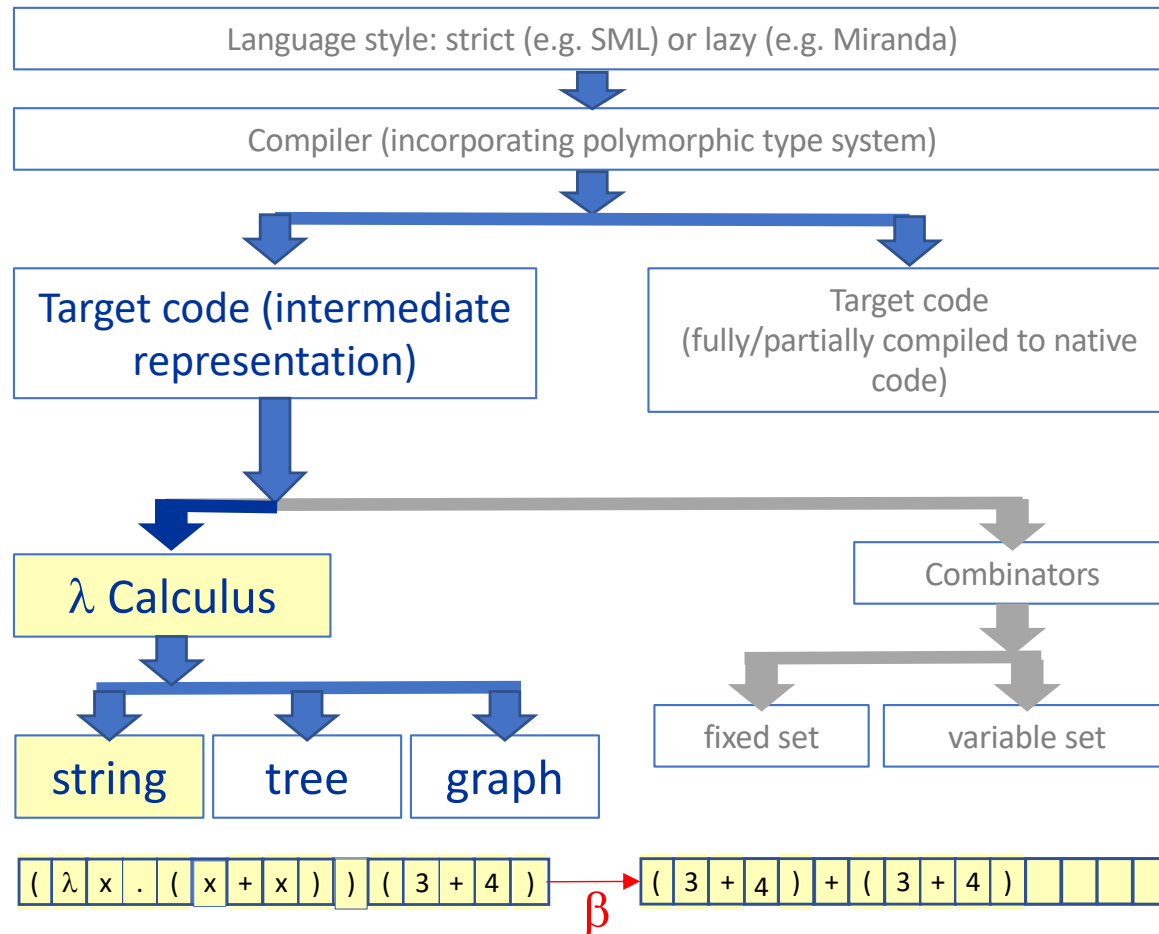 Language style: strict (e.g. SML) or lazy (e.g. Miranda)
Compiler (incorporating polymorphic type system)
Target code (intermediate
representation)
Target code
(fully/partially compiled to native
code)
λ Calculus
Combinators
string
tree
graph
fixed set
variable set
( λ x . ( x + x ) ) ( 3 + 4 )
β
( 3 + 4 ) + ( 3 + 4 )